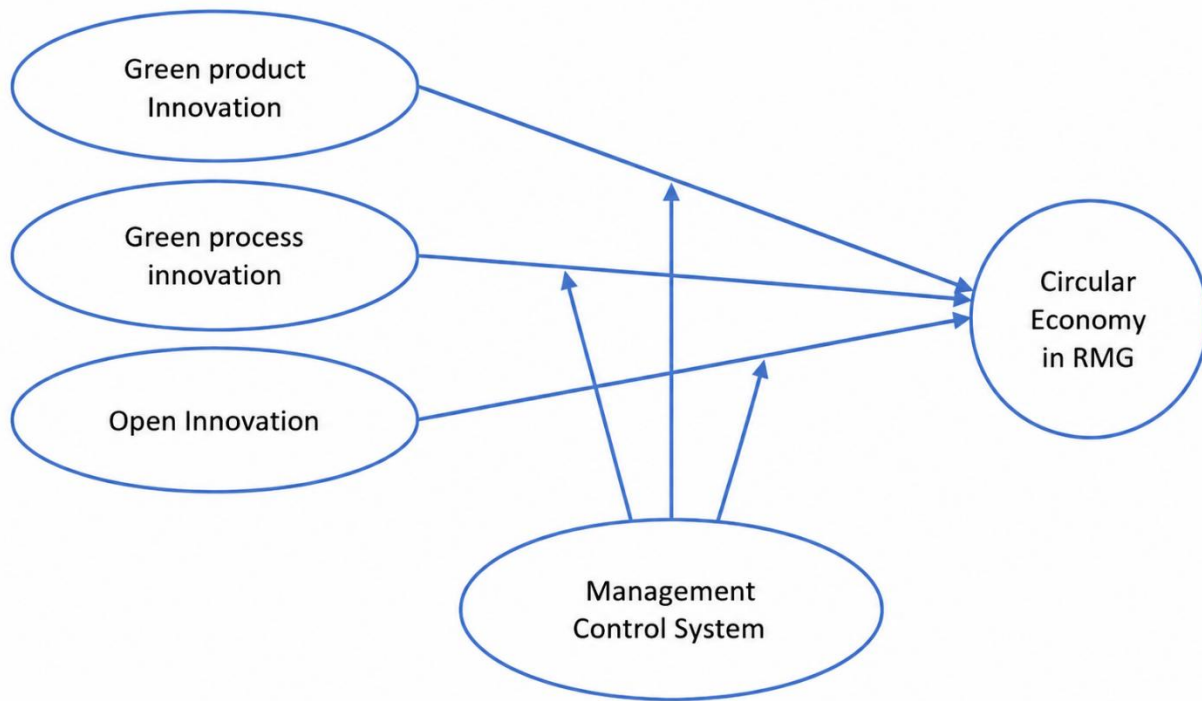 Green product
Innovation
Green process
innovation
Open Innovation
Circular
Economy
in RMG
Management
Control System